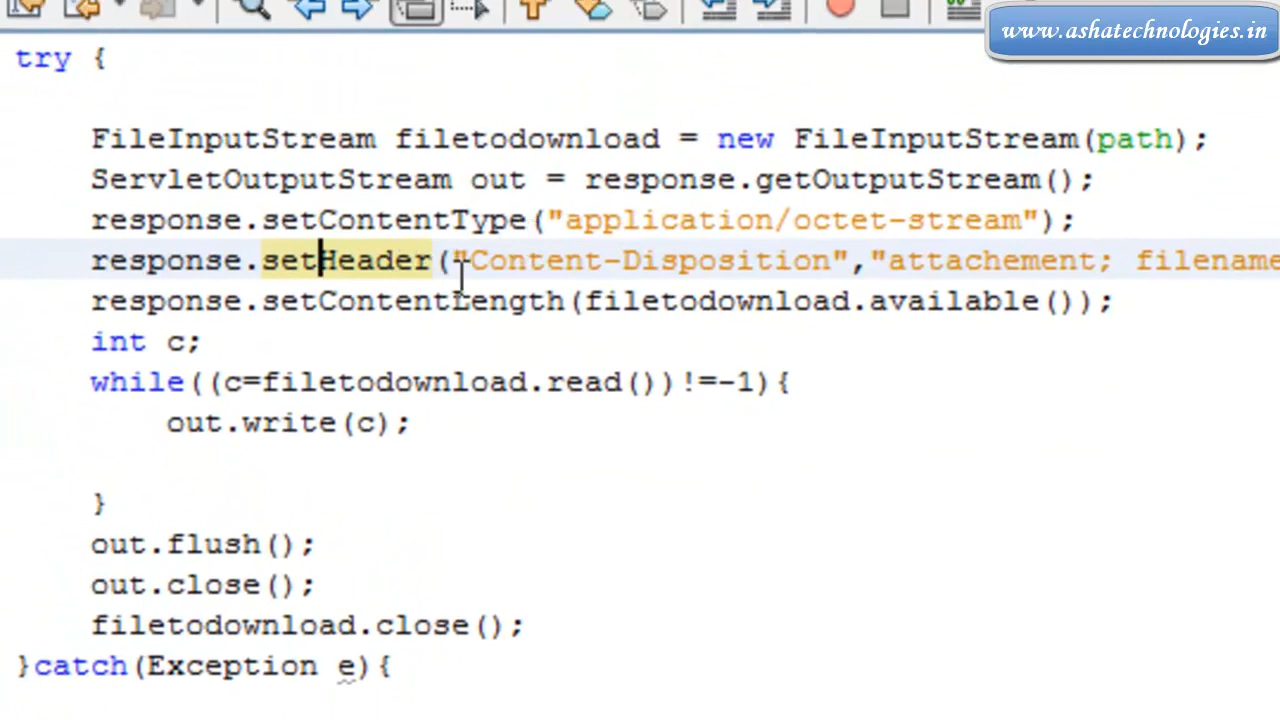 www.ashatechnologies.in
try {
FileInputStream filetodownload = new FileInputStream(path);
ServletOutputStream out = response.getOutputStream();
response.setContentType("application/octet-stream");
response.setHeader("Content-Disposition","attachement; filename
response.setContentLength(filetodownload.available());
int c;
while((c=filetodownload.read())!=-1){
out.write(c);
}
out.flush();
out.close();
filetodownload.close();
}catch(Exception e){